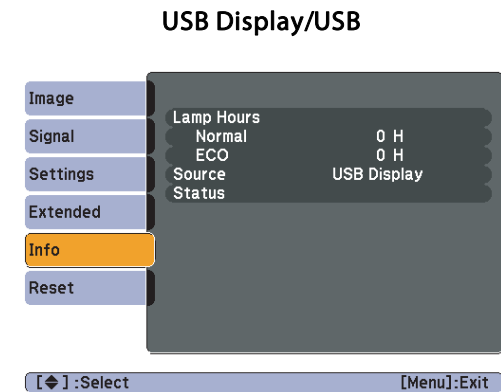 USB Display/USB
Image
Signal
Settings
Extended
Info
Reset
Lamp Hours
Normal 0 H
ECO 0 H
Source USB Display
Status
[◆] :Select [Menu]:Exit